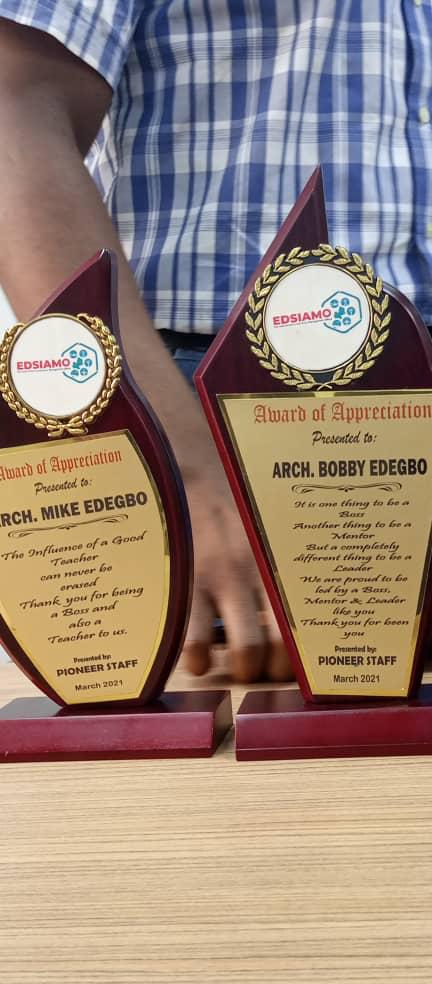 EDSIAMO
Award of Appreciation
Presented to:
ARCH. MIKE EDEGBO
The Influence of a Good
Teacher
can never be
erased
Thank you for being
a Boss and
also a
Teacher to us.
Presented by:
PIONEER STAFF
March 2021
EDSIAMO
Award of Appreciation
Presented to:
ARCH. BOBBY EDEGBO
It is one thing to be a
Boss
Another thing to be a
Mentor
But a completely
different thing to be a
Leader
We are proud to be
led by a Boss,
Mentor & Leader
like you
Thank you for been
you
Presented by:
PIONEER STAFF
March 2021